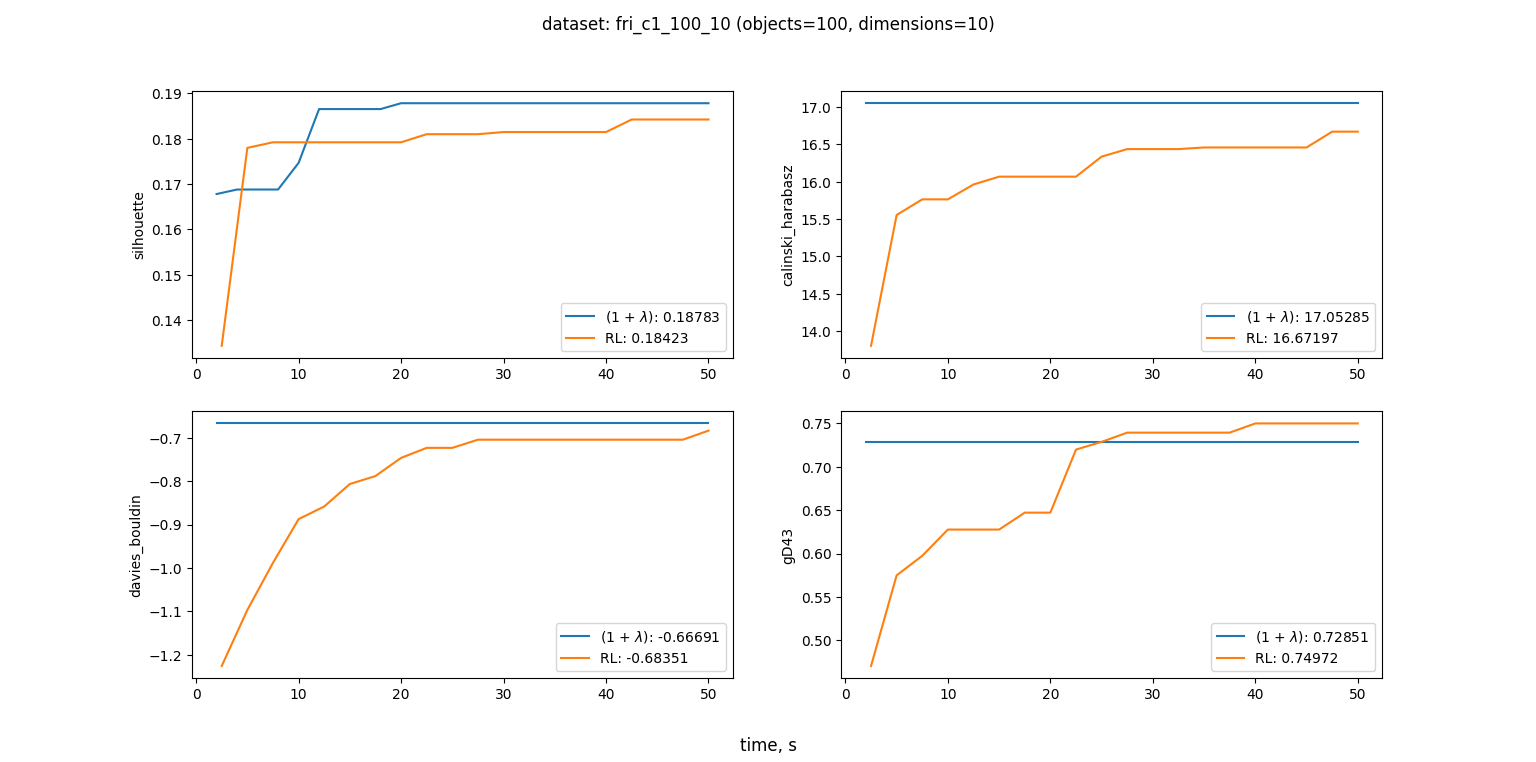 dataset: fri_c1_100_10 (objects=100, dimensions=10)
silhouette
0.19
0.18
0.17
0.16
0.15
0.14
0 10 20 30 40 50
(1 + λ): 0.18783
RL: 0.18423
calinski_harabasz
17.0
16.5
16.0
15.5
15.0
14.5
14.0
0 10 20 30 40 50
(1 + λ): 17.05285
RL: 16.67197
davies_bouldin
−0.7
−0.8
−0.9
−1.0
−1.1
−1.2
0 10 20 30 40 50
(1 + λ): -0.66691
RL: -0.68351
gD43
0.75
0.70
0.65
0.60
0.55
0.50
0 10 20 30 40 50
(1 + λ): 0.72851
RL: 0.74972
time, s